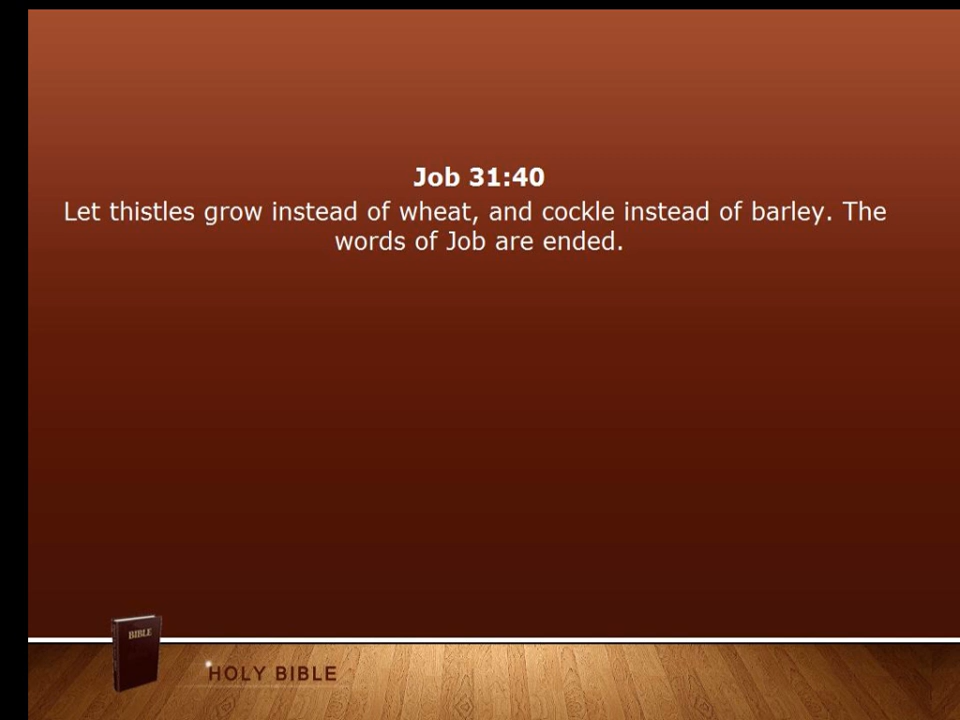 Job 31:40
Let thistles grow instead of wheat, and cockle instead of barley. The
words of Job are ended.
BIBLE
HOLY BIBLE